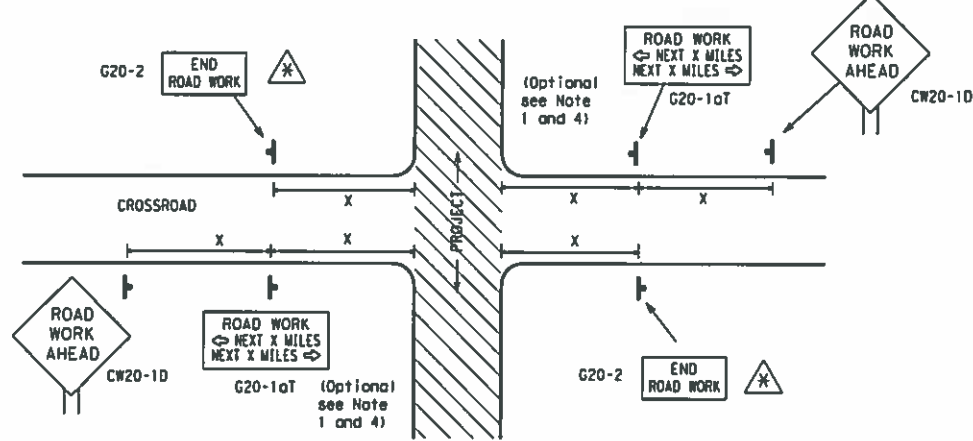 G20-2
END
ROAD WORK
*
(Optional
see Note
1 and 4)
ROAD WORK
⇦ NEXT X MILES
NEXT X MILES ⇨
G20-1aT
ROAD
WORK
AHEAD
CW20-1D
CROSSROAD
X
X
X
PROJECT
X
X
X
ROAD
WORK
AHEAD
CW20-1D
ROAD WORK
⇦ NEXT X MILES
NEXT X MILES ⇨
G20-1aT
(Optional
see Note
1 and 4)
G20-2
END
ROAD WORK
*